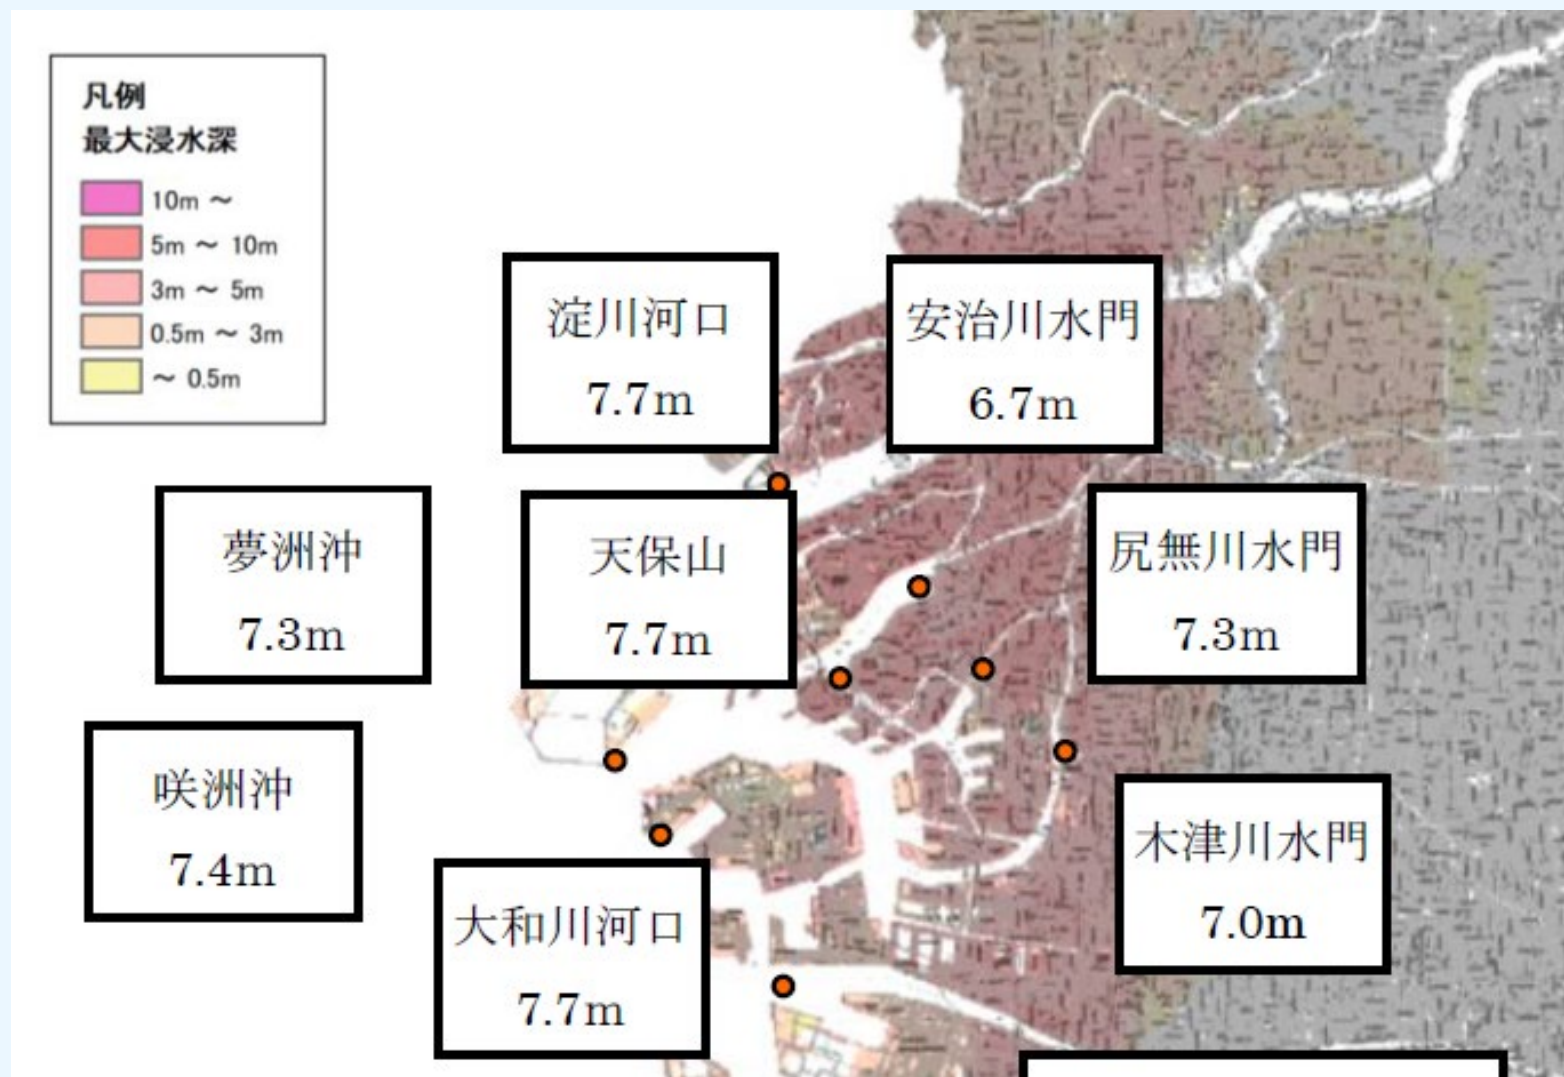 凡例
最大浸水深
10m ～
5m ～ 10m
3m ～ 5m
0.5m ～ 3m
～ 0.5m
淀川河口
7.7m
安治川水門
6.7m
夢洲沖
7.3m
天保山
7.7m
尻無川水門
7.3m
咲洲沖
7.4m
木津川水門
7.0m
大和川河口
7.7m